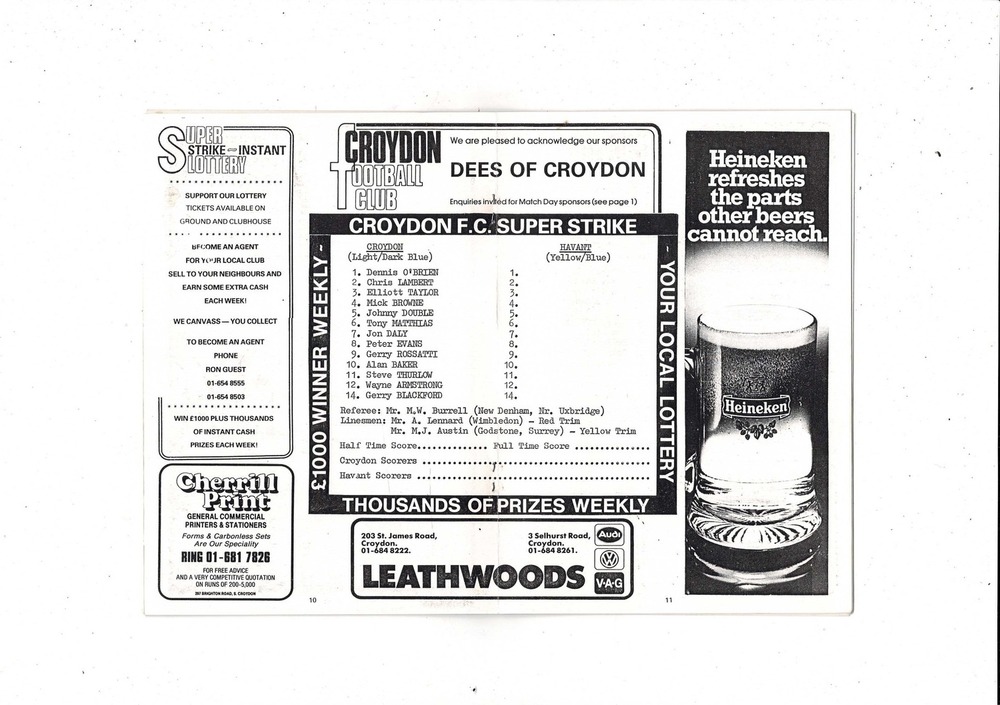 SUPER
STRIKE - INSTANT
LOTTERY
SUPPORT OUR LOTTERY
TICKETS AVAILABLE ON
GROUND AND CLUBHOUSE
BECOME AN AGENT
FOR YOUR LOCAL CLUB
SELL TO YOUR NEIGHBOURS AND
EARN SOME EXTRA CASH
EACH WEEK!
WE CANVASS — YOU COLLECT
TO BECOME AN AGENT
PHONE
RON GUEST
01-654 8555
01-654 8503
WIN £1000 PLUS THOUSANDS
OF INSTANT CASH
PRIZES EACH WEEK!
Cherrill
Print
GENERAL COMMERCIAL
PRINTERS & STATIONERS
Forms & Carbonless Sets
Are Our Speciality
RING 01-681 7826
FOR FREE ADVICE
AND A VERY COMPETITIVE QUOTATION
ON RUNS OF 200-5,000
BRIGHTON ROAD, S. CROYDON
10
CROYDON
FOOTBALL
CLUB
We are pleased to acknowledge our sponsors
DEES OF CROYDON
Enquiries invited for Match Day sponsors (see page 1)
CROYDON F.C. SUPER STRIKE
£1000 WINNER WEEKLY -
- YOUR LOCAL LOTTERY
CROYDON HAVANT
(Light/Dark Blue) (Yellow/Blue)
1. Dennis O'BRIEN 1.
2. Chris LAMBERT 2.
3. Elliott TAYLOR 3.
4. Mick BROWNE 4.
5. Johnny DOUBLE 5.
6. Tony MATTHIAS 6.
7. Jon DALY 7.
8. Peter EVANS 8.
9. Gerry ROSSATTI 9.
10. Alan BAKER 10.
11. Steve THURLOW 11.
12. Wayne ARMSTRONG 12.
14. Gerry BLACKFORD 14.
Referee: Mr. M.W. Burrell (New Denham, Nr. Uxbridge)
Linesmen: Mr. A. Lennard (Wimbledon) - Red Trim
Mr. M.J. Austin (Godstone, Surrey) - Yellow Trim
Half Time Score............. Full Time Score ..............
Croydon Scorers ..............................................
Havant Scorers ...............................................
THOUSANDS OF PRIZES WEEKLY
203 St. James Road,
Croydon.
01-684 8222.
3 Selhurst Road,
Croydon.
01-684 8261.
LEATHWOODS
Audi
VW
V·A·G
11
Heineken
refreshes
the parts
other beers
cannot reach.
Heineken